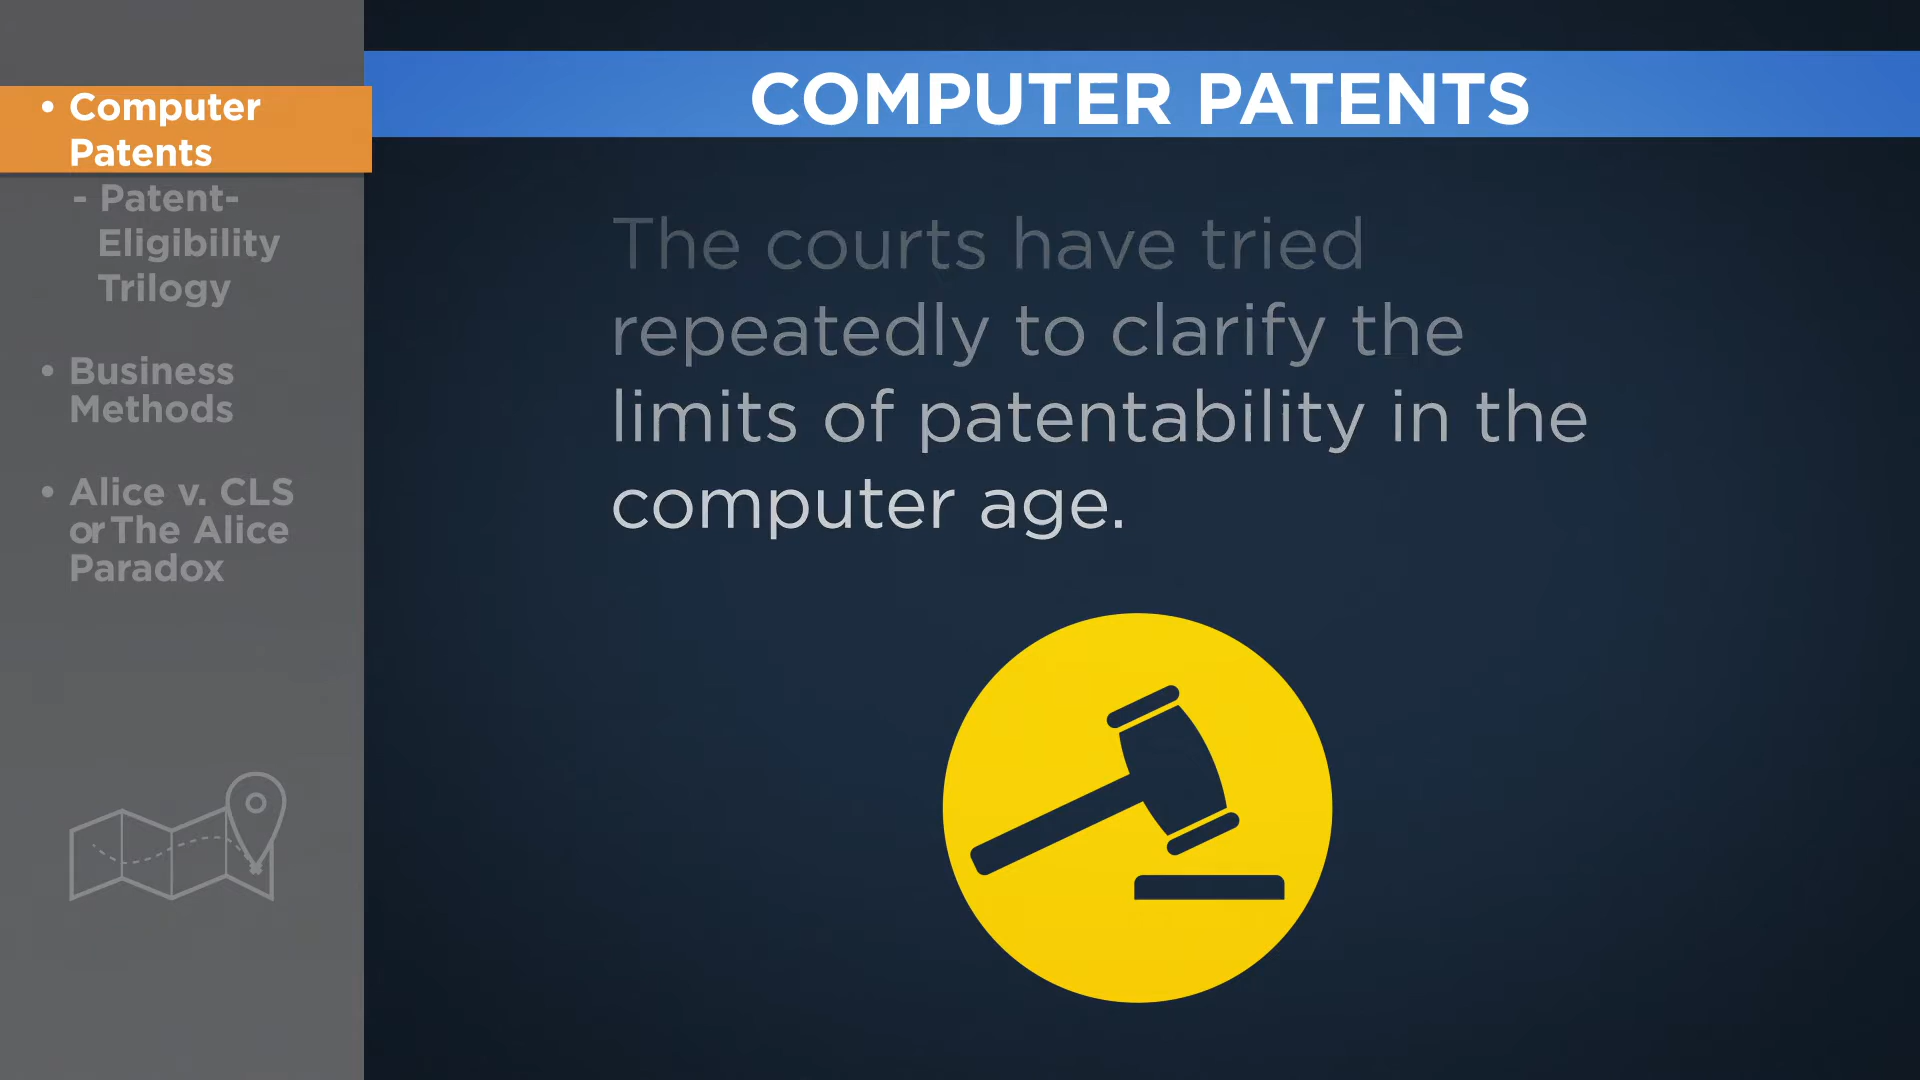 • Computer
Patents
- Patent-
Eligibility
Trilogy
• Business
Methods
• Alice v. CLS
or The Alice
Paradox
COMPUTER PATENTS
The courts have tried
repeatedly to clarify the
limits of patentability in the
computer age.